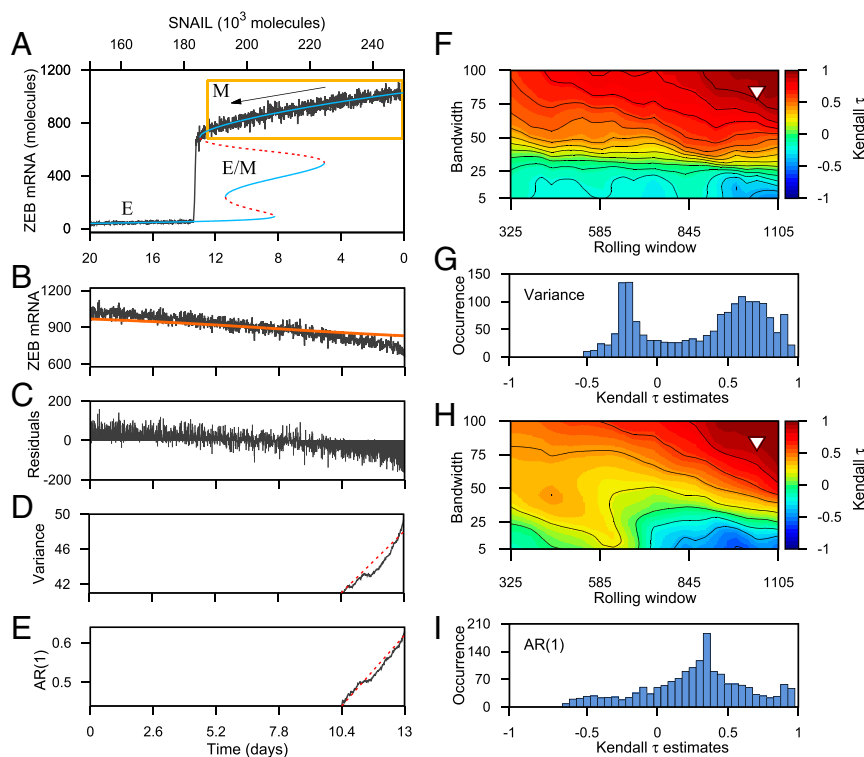 A
SNAIL (10³ molecules)
160 180 200 220 240
ZEB mRNA (molecules)
1200
800
400
0
M
E/M
E
20 16 12 8 4 0
B
ZEB mRNA
1200
900
600
C
Residuals
200
0
-200
D
Variance
50
46
42
E
AR(1)
0.6
0.5
0 2.6 5.2 7.8 10.4 13
Time (days)
F
Bandwidth
100
75
50
25
5
325 585 845 1105
Rolling window
1
0.5
0
-0.5
-1
Kendall τ
G
Occurrence
150
100
50
0
Variance
-1 -0.5 0 0.5 1
Kendall τ estimates
H
Bandwidth
100
75
50
25
5
325 585 845 1105
Rolling window
1
0.5
0
-0.5
-1
Kendall τ
I
Occurrence
210
140
70
0
AR(1)
-1 -0.5 0 0.5 1
Kendall τ estimates